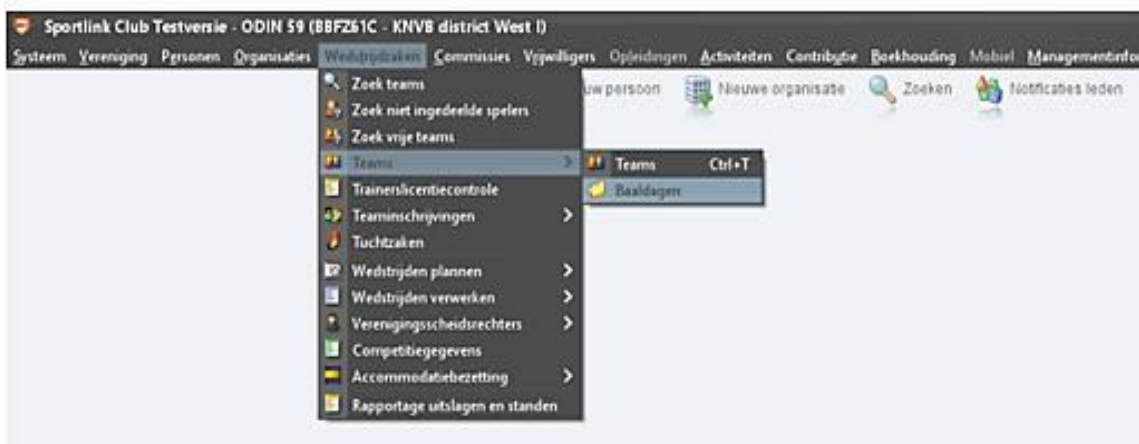 Sportlink Club Testversie - ODIN 59 (BBFZ61C - KNVB district West I)
Systeem Vereniging Personen Organisaties Wedstrijdzaken Commissies Vrijwilligers Opleidingen Activiteiten Contributie Boekhouding Mobiel Managementinfo
uw persoon Nieuwe organisatie Zoeken Notificaties leden
Zoek teams
Zoek niet ingedeelde spelers
Zoek vrije teams
Teams
Teams Ctrl+T
Baaldagen
Trainerslicentiecontrole
Teaminschrijvingen
Tuchtzaken
Wedstrijden plannen
Wedstrijden verwerken
Verenigingsscheidsrechters
Competitiegegevens
Accommodatiebezetting
Rapportage uitslagen en standen